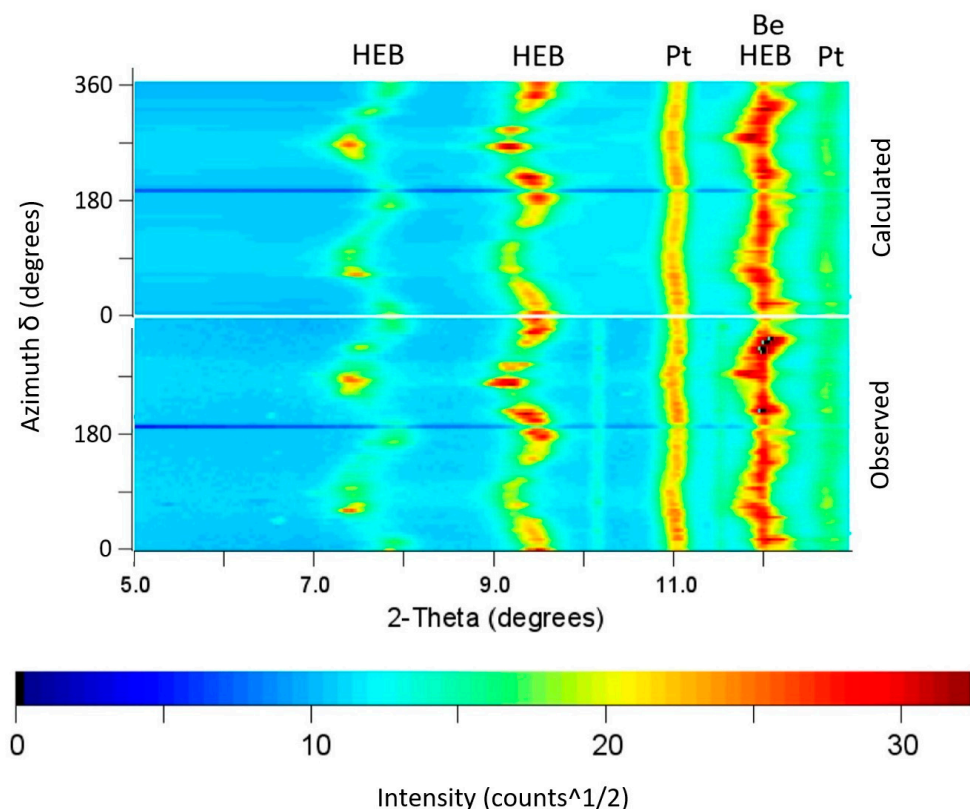 Be
HEB HEB Pt HEB Pt
360
180
0
180
0
Azimuth δ (degrees)
Calculated
Observed
5.0 7.0 9.0 11.0
2-Theta (degrees)
0 10 20 30
Intensity (counts^1/2)